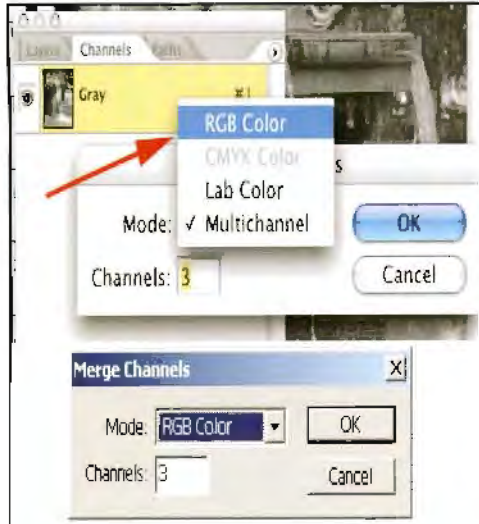 Channels
Gray ⌘1
RGB Color
CMYK Color
s
Lab Color
Mode: ✓ Multichannel OK
Channels: 3 Cancel
Merge Channels X
Mode: RGB Color OK
Channels: 3 Cancel